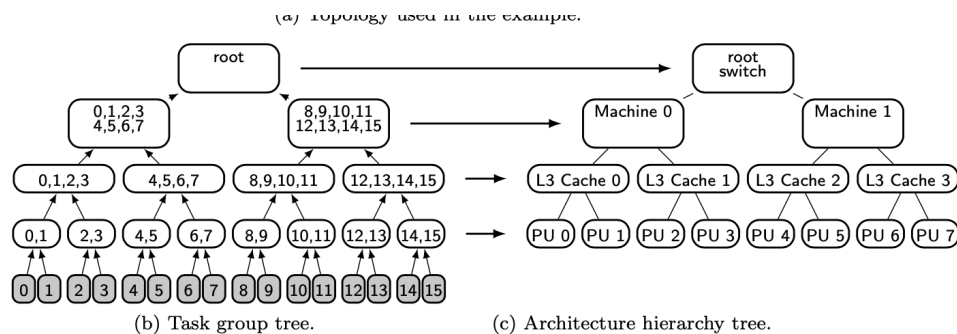 (a) Topology used in the example.
root
root
switch
0,1,2,3
4,5,6,7
8,9,10,11
12,13,14,15
Machine 0
Machine 1
0,1,2,3
4,5,6,7
8,9,10,11
12,13,14,15
L3 Cache 0
L3 Cache 1
L3 Cache 2
L3 Cache 3
0,1
2,3
4,5
6,7
8,9
10,11
12,13
14,15
PU 0
PU 1
PU 2
PU 3
PU 4
PU 5
PU 6
PU 7
0
1
2
3
4
5
6
7
8
9
10
11
12
13
14
15
(b) Task group tree.
(c) Architecture hierarchy tree.